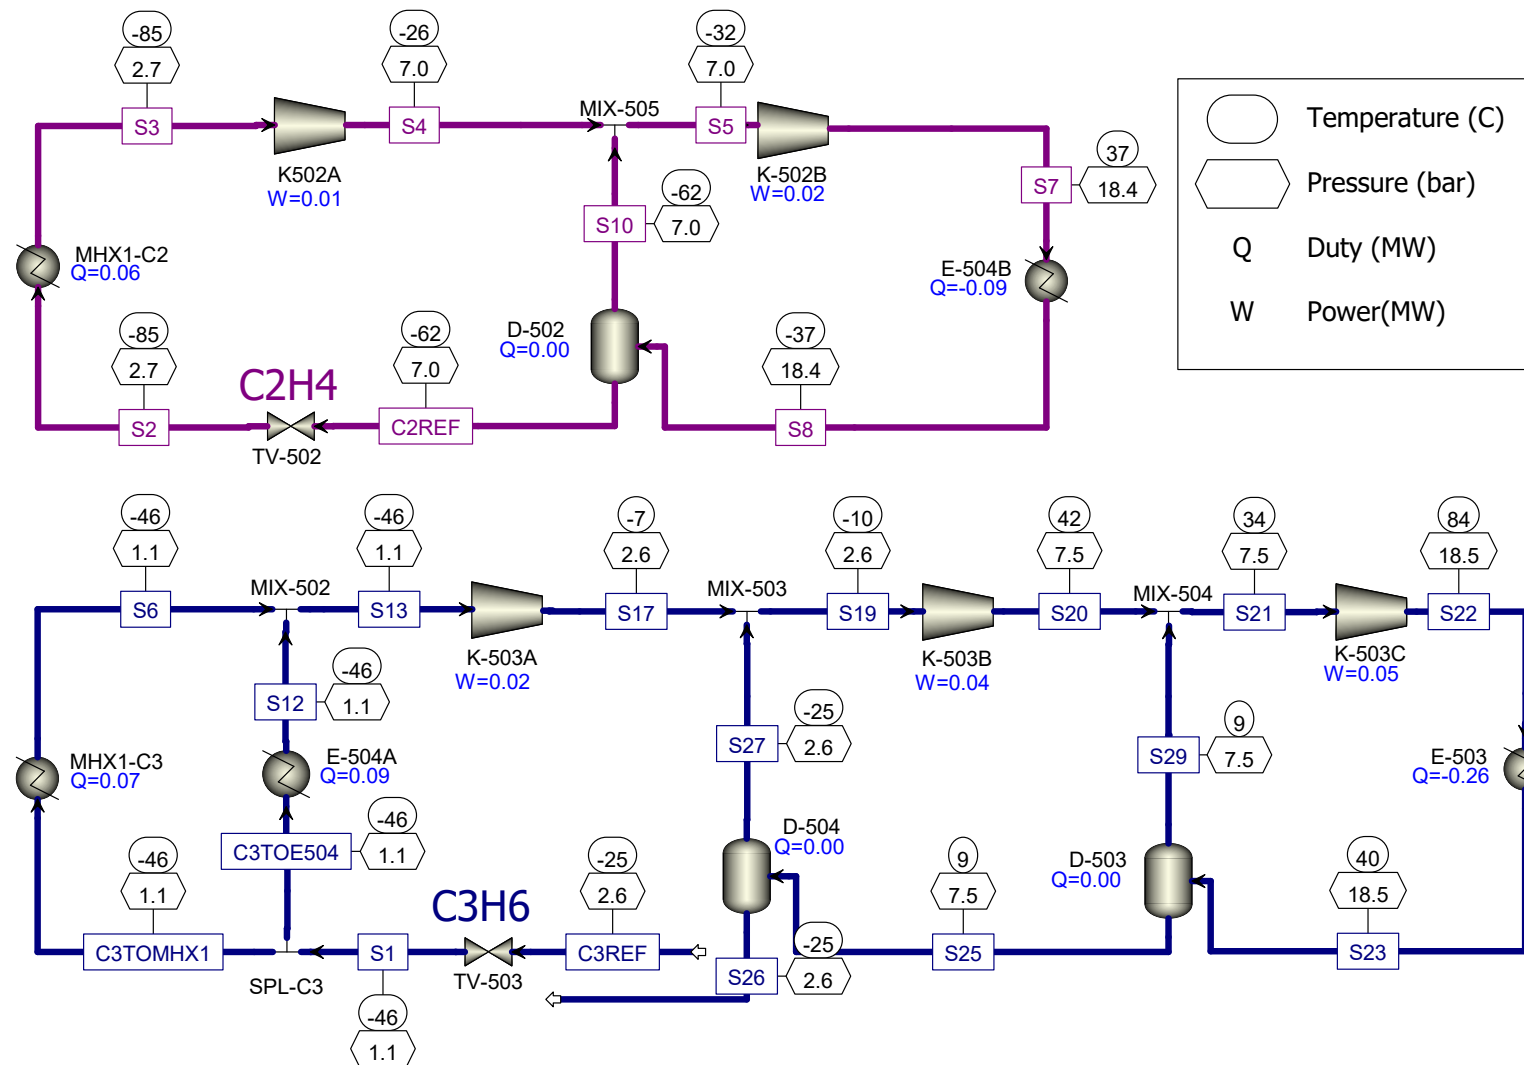 -85
2.7
S3
-26
7.0
S4
MIX-505
-32
7.0
S5
K502A
W=0.01
K-502B
W=0.02
37
18.4
S7
-62
7.0
S10
MHX1-C2
Q=0.06
E-504B
Q=-0.09
D-502
Q=0.00
-85
2.7
S2
C2H4
TV-502
-62
7.0
C2REF
-37
18.4
S8
Temperature (C)
Pressure (bar)
Q Duty (MW)
W Power(MW)
-46
1.1
S6
MIX-502
-46
1.1
S13
K-503A
W=0.02
-7
2.6
S17
MIX-503
-10
2.6
S19
K-503B
W=0.04
42
7.5
S20
MIX-504
34
7.5
S21
K-503C
W=0.05
84
18.5
S22
-46
1.1
S12
-25
2.6
S27
9
7.5
S29
MHX1-C3
Q=0.07
E-504A
Q=0.09
E-503
Q=-0.26
D-504
Q=0.00
D-503
Q=0.00
-46
1.1
C3TOE504
-46
1.1
C3TOMHX1
SPL-C3
S1
-46
1.1
C3H6
TV-503
-25
2.6
C3REF
S26
-25
2.6
9
7.5
S25
40
18.5
S23